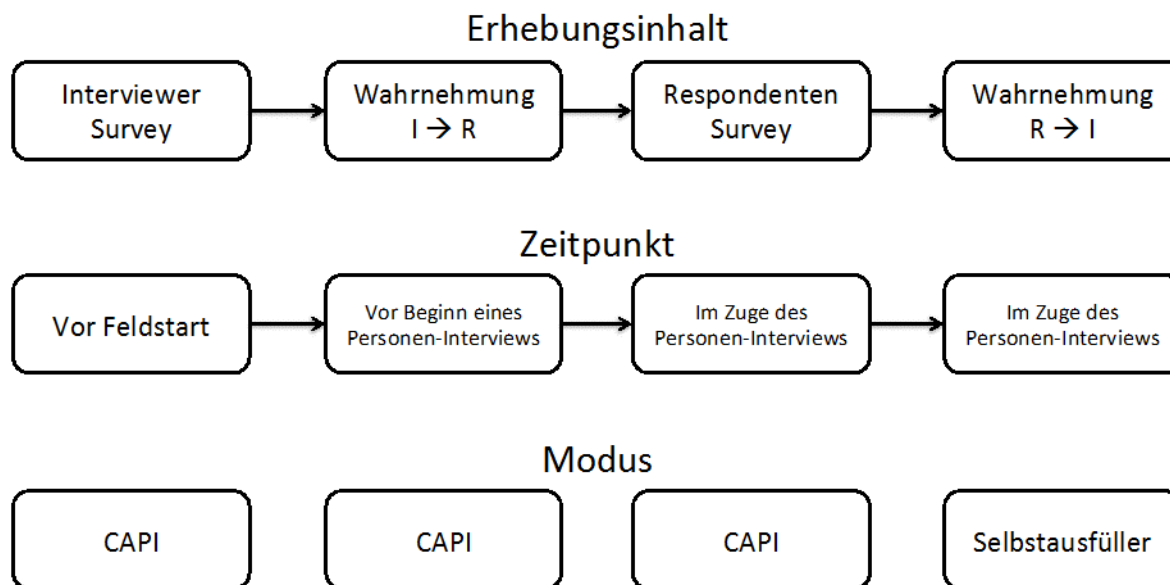 Erhebungsinhalt
Interviewer
Survey
Wahrnehmung
I → R
Respondenten
Survey
Wahrnehmung
R → I
Zeitpunkt
Vor Feldstart
Vor Beginn eines
Personen-Interviews
Im Zuge des
Personen-Interviews
Im Zuge des
Personen-Interviews
Modus
CAPI
CAPI
CAPI
Selbstausfüller